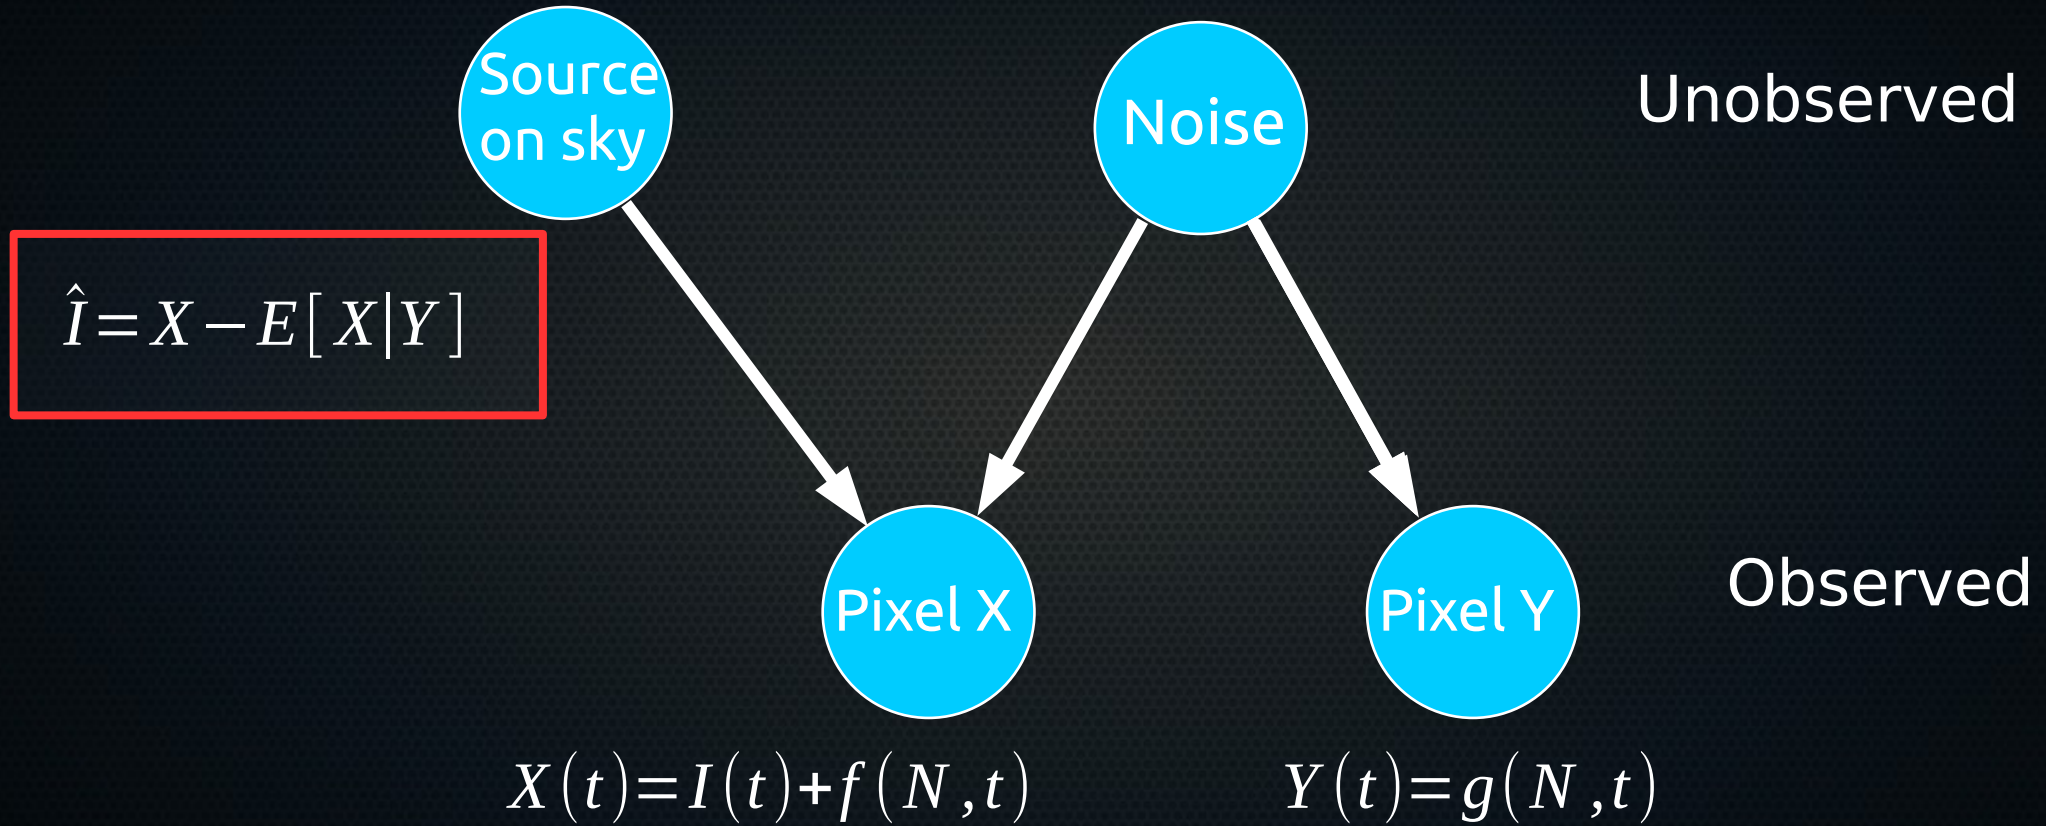 Source
on sky
Noise
Unobserved
Î=X−E[X|Y]
Pixel X
Pixel Y
Observed
X(t)=I(t)+f(N,t)
Y(t)=g(N,t)